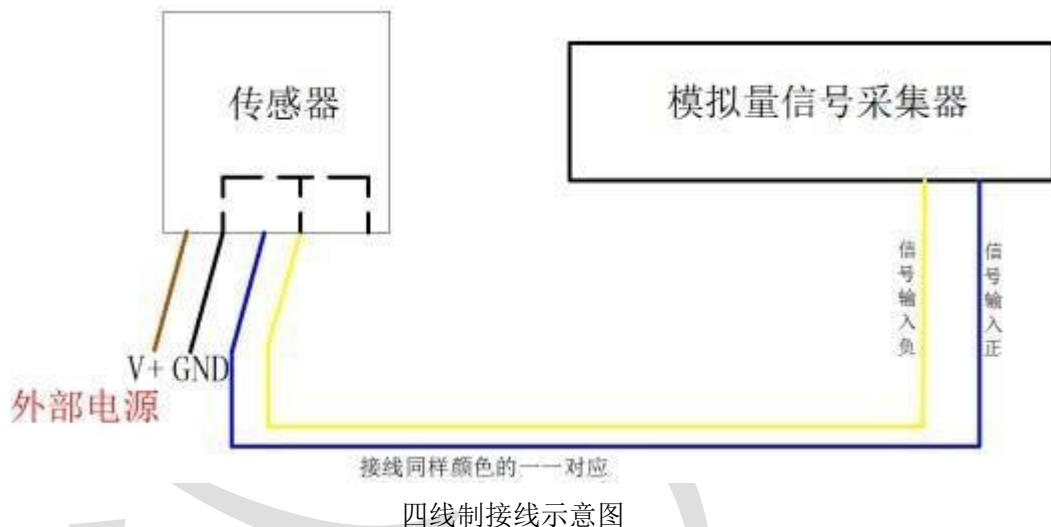 传感器
模拟量信号采集器
信号输入负
信号输入正
V+ GND
外部电源
接线同样颜色的一一对应
四线制接线示意图